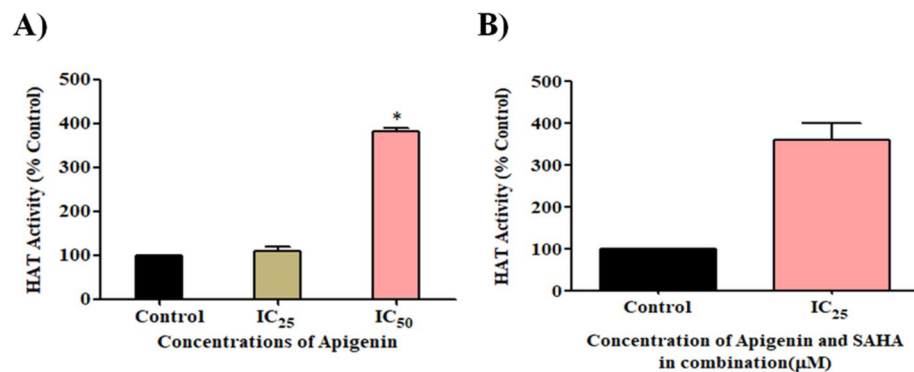 A)
HAT Activity (% Control)
500
400
300
200
100
0
*
Control IC25 IC50
Concentrations of Apigenin
B)
HAT Activity (% Control)
500
400
300
200
100
0
Control IC25
Concentration of Apigenin and SAHA
in combination(μM)